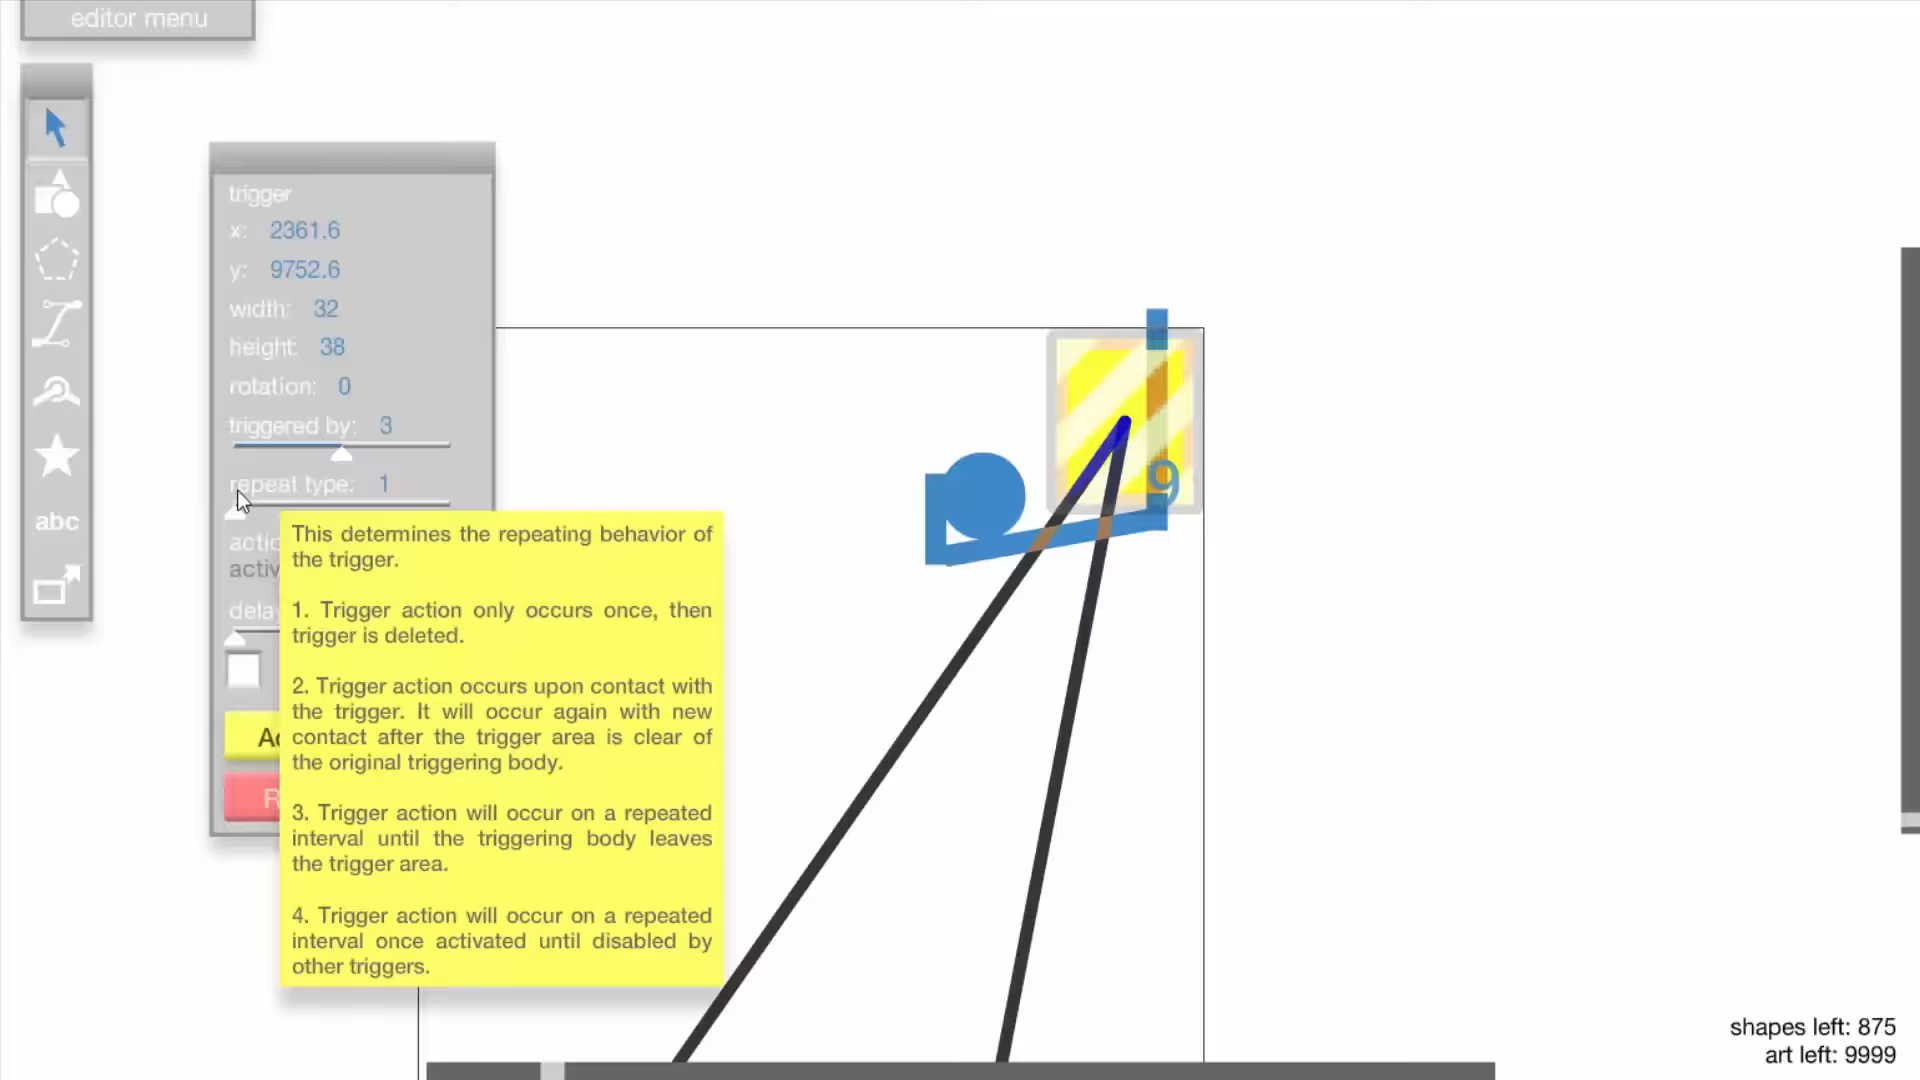 editor menu
trigger
x: 2361.6
y: 9752.6
width: 32
height: 38
rotation: 0
triggered by: 3
repeat type: 1
abc
9
This determines the repeating behavior of
the trigger.
1. Trigger action only occurs once, then
trigger is deleted.
2. Trigger action occurs upon contact with
the trigger. It will occur again with new
contact after the trigger area is clear of
the original triggering body.
3. Trigger action will occur on a repeated
interval until the triggering body leaves
the trigger area.
4. Trigger action will occur on a repeated
interval once activated until disabled by
other triggers.
shapes left: 875
art left: 9999